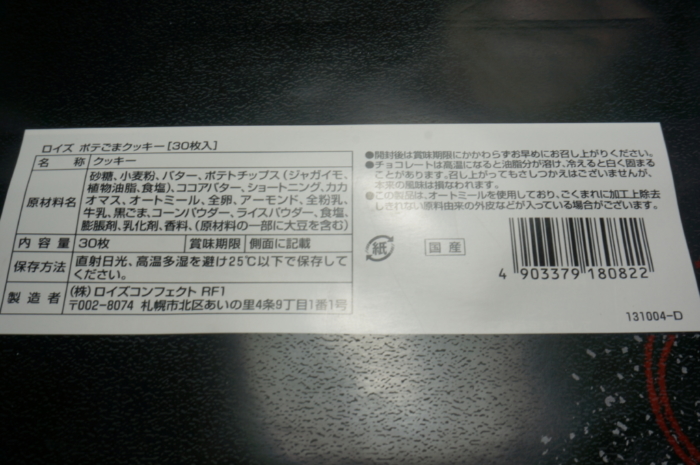 ロイズ ポテごまクッキー [30枚入]
名 称 クッキー
原材料名 砂糖、小麦粉、バター、ポテトチップス(ジャガイモ、
植物油脂、食塩)、ココアバター、ショートニング、カカ
オマス、オートミール、全卵、アーモンド、全粉乳、
牛乳、黒ごま、コーンパウダー、ライスパウダー、食塩、
膨脹剤、乳化剤、香料、(原材料の一部に大豆を含む)
内容量 30枚 賞味期限 側面に記載
保存方法 直射日光、高温多湿を避け25℃以下で保存して
ください。
製造者 (株)ロイズコンフェクト RF1
〒002-8074 札幌市北区あいの里4条9丁目1番1号
●開封後は賞味期限にかかわらずお早めにお召し上がりください。
●チョコレートは高温になると油脂分が溶け、冷えると白く固まる
ことがあります。召し上がってもさしつかえはございませんが、
本来の風味は損なわれます。
●この製品は、オートミールを使用しており、ごくまれに加工上除去
しきれない原料由来の外皮などが入っている場合がございます。
紙
国産
4 903379 180822
131004-D